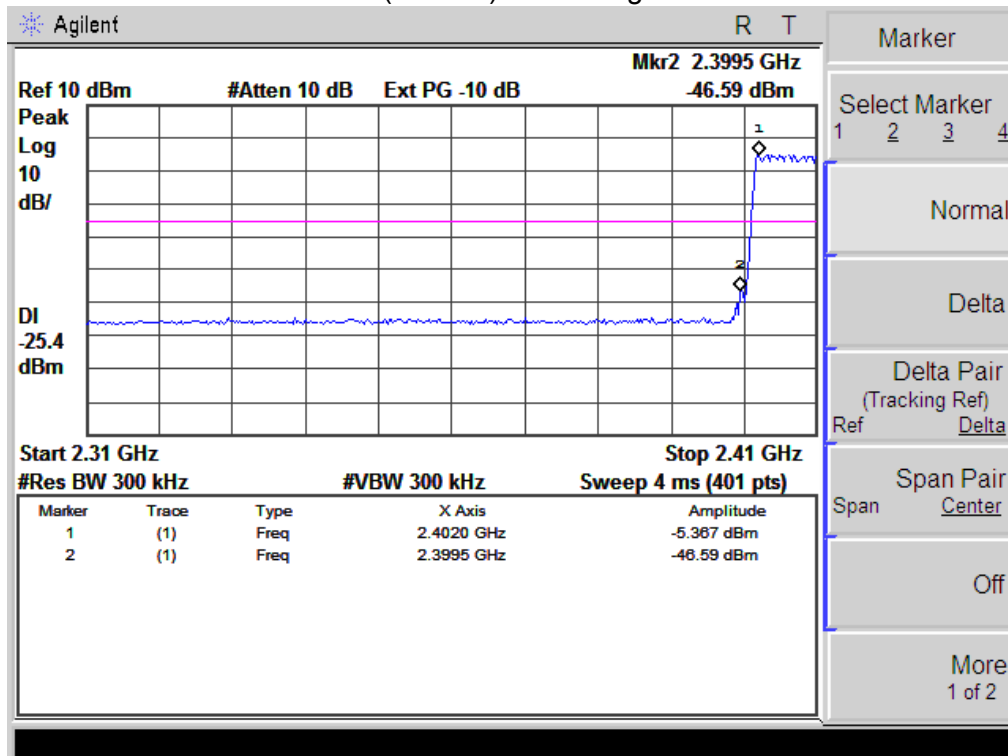 Agilent
R T
Mkr2 2.3995 GHz
Ref 10 dBm #Atten 10 dB Ext PG -10 dB -46.59 dBm
Peak
Log
10
dB/
1
2
DI
-25.4
dBm
Start 2.31 GHz Stop 2.41 GHz
#Res BW 300 kHz #VBW 300 kHz Sweep 4 ms (401 pts)
Marker Trace Type X Axis Amplitude
1 (1) Freq 2.4020 GHz -5.367 dBm
2 (1) Freq 2.3995 GHz -46.59 dBm
Marker
Select Marker
1 2 3 4
Normal
Delta
Delta Pair
(Tracking Ref)
Ref Delta
Span Pair
Span Center
Off
More
1 of 2